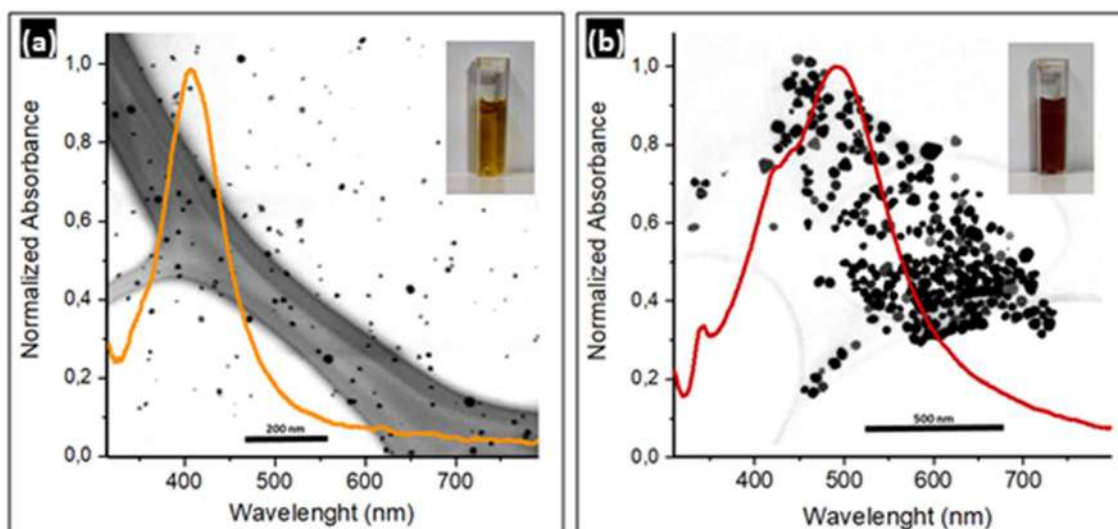 (a)
Normalized Absorbance
1,0
0,8
0,6
0,4
0,2
0,0
200 nm
400 500 600 700
Wavelenght (nm)
(b)
Normalized Absorbance
1,0
0,8
0,6
0,4
0,2
0,0
500 nm
400 500 600 700
Wavelenght (nm)